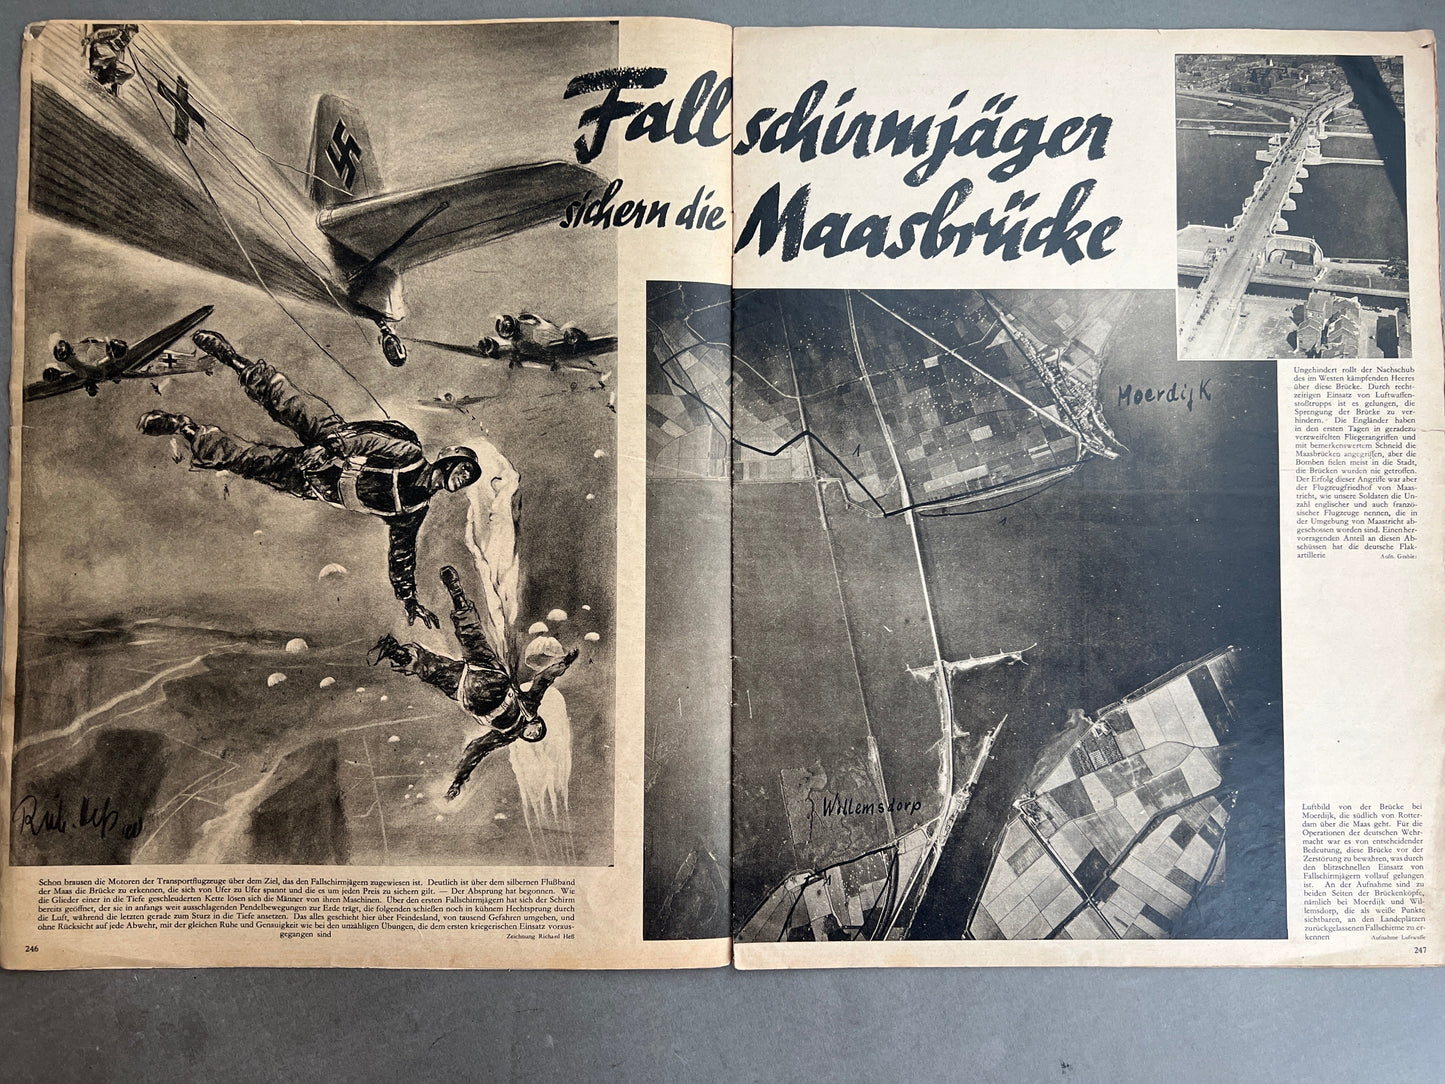 Fallschirmjäger
sichern die Maasbrücke
Schon brausen die Motoren der Transportflugzeuge über dem Ziel, das den Fallschirmjägern zugewiesen ist. Deutlich ist über dem silbernen Flußband
der Maas die Brücke zu erkennen, die sich von Ufer zu Ufer spannt und die es um jeden Preis zu sichern gilt. — Der Absprung hat begonnen. Wie
die Glieder einer in die Tiefe geschleuderten Kette lösen sich die Männer von ihren Maschinen. Über den ersten Fallschirmjägern hat sich der Schirm
bereits geöffnet, der sie in anfangs weit ausschlagenden Pendelbewegungen zur Erde trägt, die folgenden schießen noch in kühnem Hechtsprung durch
die Luft, während die letzten gerade zum Sturz in die Tiefe ansetzen. Das alles geschieht hier über Feindesland, von tausend Gefahren umgeben, und
ohne Rücksicht auf jede Abwehr, mit der gleichen Ruhe und Genauigkeit wie bei den unzähligen Übungen, die dem ersten kriegerischen Einsatz voraus-
gegangen sind
Zeichnung Richard Heß
246
Moerdijk
1
1
Willemsdorp
Ungehindert rollt der Nachschub
des im Westen kämpfenden Heeres
über diese Brücke. Durch recht-
zeitigen Einsatz von Luftwaffen-
stoßtrupps ist es gelungen, die
Sprengung der Brücke zu ver-
hindern. Die Engländer haben
in den ersten Tagen in geradezu
verzweifelten Fliegerangriffen und
mit bemerkenswertem Schneid die
Maasbrücken angegriffen, aber die
Bomben fielen meist in die Stadt,
die Brücken wurden nie getroffen.
Der Erfolg dieser Angriffe war aber
der Flugzeugfriedhof von Maas-
tricht, wie unsere Soldaten die Un-
zahl englischer und auch franzö-
sischer Flugzeuge nennen, die in
der Umgebung von Maastricht ab-
geschossen worden sind. Einen her-
vorragenden Anteil an diesen Ab-
schüssen hat die deutsche Flak-
artillerie
Aufn.
Luftbild von der Brücke bei
Moerdijk, die südlich von Rotter-
dam über die Maas geht. Für die
Operationen der deutschen Wehr-
macht war es von entscheidender
Bedeutung, diese Brücke vor der
Zerstörung zu bewahren, was durch
den blitzschnellen Einsatz von
Fallschirmjägern vollauf gelungen
ist. An der Aufnahme sind zu
beiden Seiten der Brückenköpfe,
nämlich bei Moerdijk und Wil-
lemsdorp, die als weiße Punkte
sichtbaren, an den Landeplätzen
zurückgelassenen Fallschirme zu er-
kennen
Aufnahme Luftwaffe
247